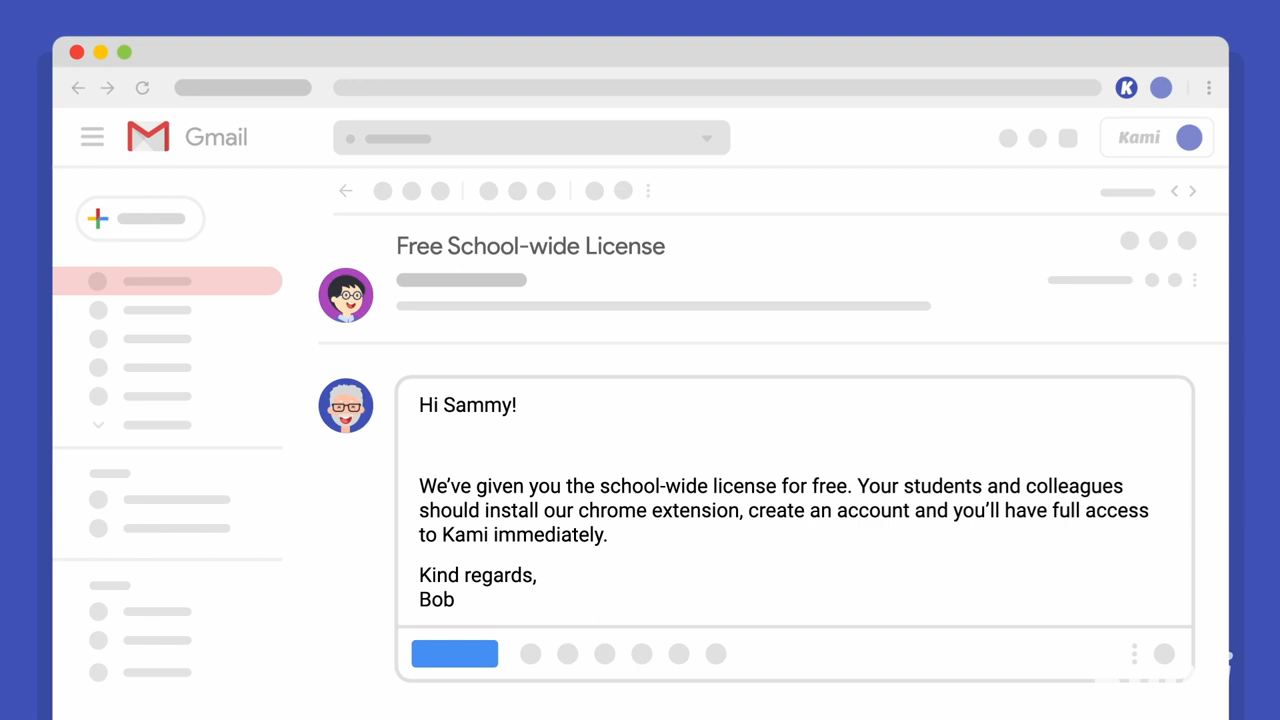 K
Gmail
Kami
Free School-wide License
Hi Sammy!
We've given you the school-wide license for free. Your students and colleagues
should install our chrome extension, create an account and you'll have full access
to Kami immediately.
Kind regards,
Bob